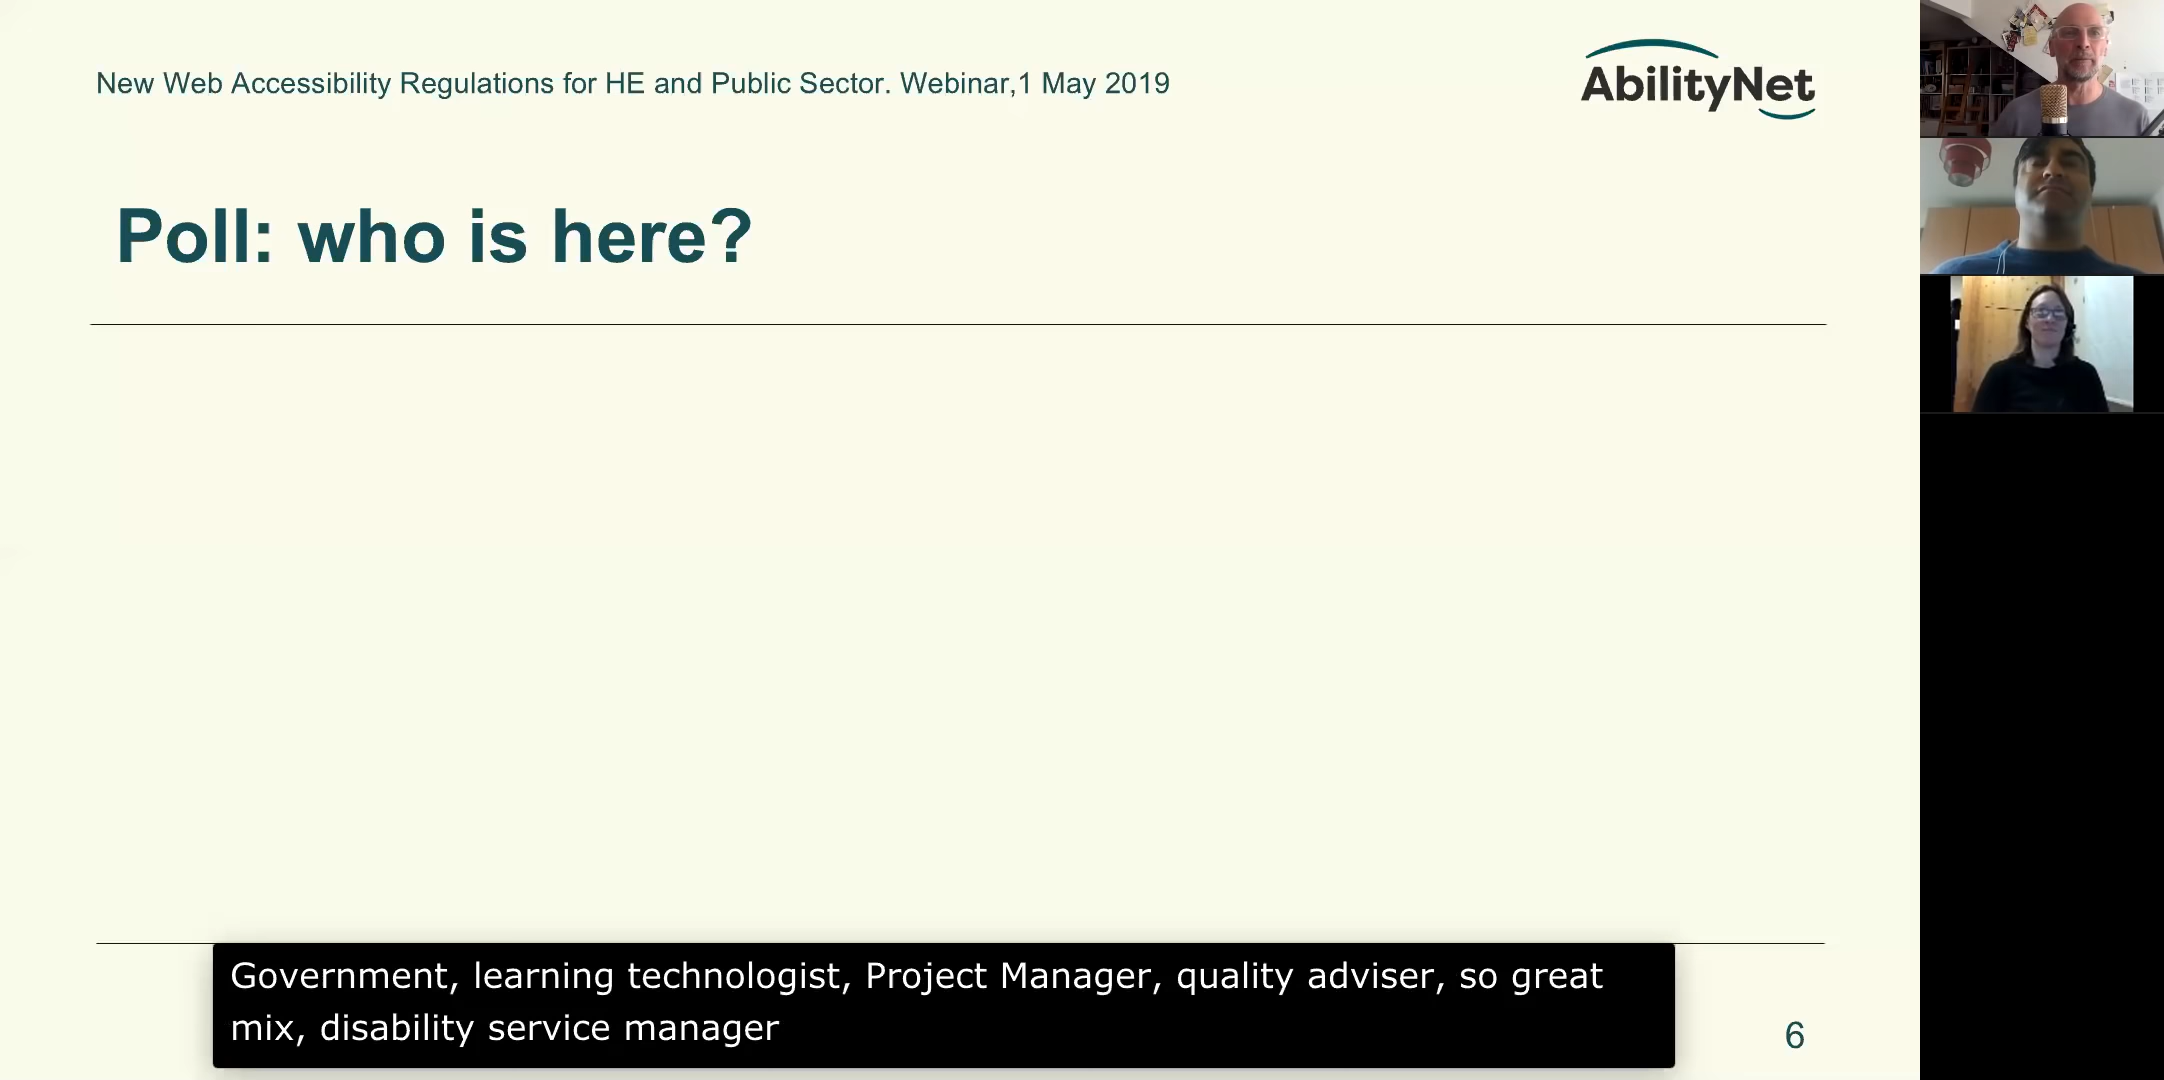 New Web Accessibility Regulations for HE and Public Sector. Webinar,1 May 2019
AbilityNet
Poll: who is here?
Government, learning technologist, Project Manager, quality adviser, so great
mix, disability service manager
6